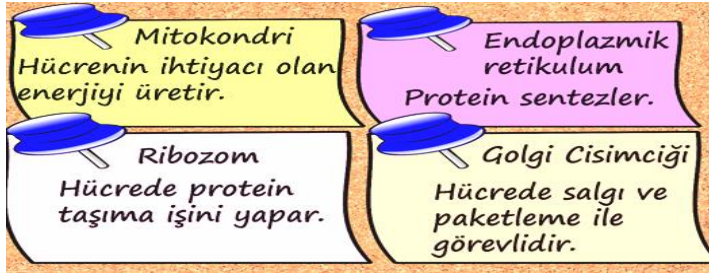 Mitokondri
Hücrenin ihtiyacı olan
enerjiyi üretir.
Endoplazmik
retikulum
Protein sentezler.
Ribozom
Hücrede protein
taşıma işini yapar.
Golgi Cisimciği
Hücrede salgı ve
paketleme ile
görevlidir.